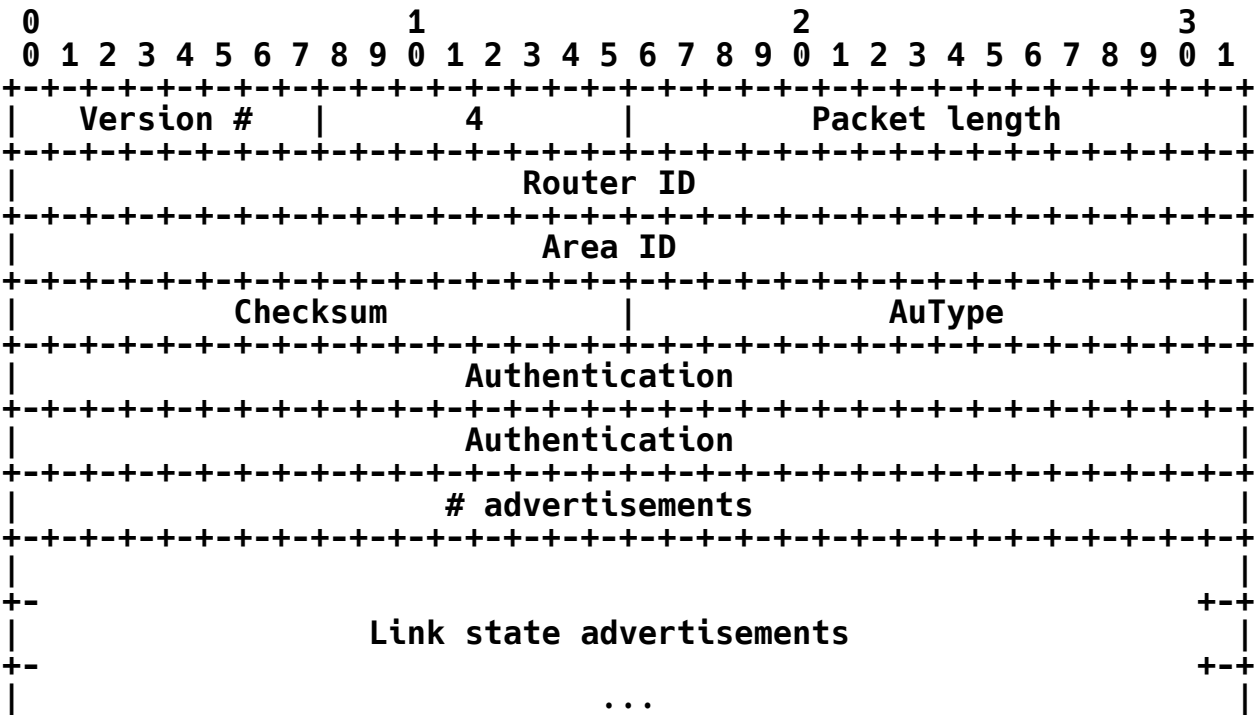 0                   1                   2                   3
 0 1 2 3 4 5 6 7 8 9 0 1 2 3 4 5 6 7 8 9 0 1 2 3 4 5 6 7 8 9 0 1
+-+-+-+-+-+-+-+-+-+-+-+-+-+-+-+-+-+-+-+-+-+-+-+-+-+-+-+-+-+-+-+-+
|   Version #   |       4       |         Packet length         |
+-+-+-+-+-+-+-+-+-+-+-+-+-+-+-+-+-+-+-+-+-+-+-+-+-+-+-+-+-+-+-+-+
|                          Router ID                            |
+-+-+-+-+-+-+-+-+-+-+-+-+-+-+-+-+-+-+-+-+-+-+-+-+-+-+-+-+-+-+-+-+
|                           Area ID                             |
+-+-+-+-+-+-+-+-+-+-+-+-+-+-+-+-+-+-+-+-+-+-+-+-+-+-+-+-+-+-+-+-+
|           Checksum            |             AuType            |
+-+-+-+-+-+-+-+-+-+-+-+-+-+-+-+-+-+-+-+-+-+-+-+-+-+-+-+-+-+-+-+-+
|                       Authentication                          |
+-+-+-+-+-+-+-+-+-+-+-+-+-+-+-+-+-+-+-+-+-+-+-+-+-+-+-+-+-+-+-+-+
|                       Authentication                          |
+-+-+-+-+-+-+-+-+-+-+-+-+-+-+-+-+-+-+-+-+-+-+-+-+-+-+-+-+-+-+-+-+
|                      # advertisements                         |
+-+-+-+-+-+-+-+-+-+-+-+-+-+-+-+-+-+-+-+-+-+-+-+-+-+-+-+-+-+-+-+-+
|                                                               |
+-                                                            +-+
|                  Link state advertisements                    |
+-                                                            +-+
|                              ...                              |